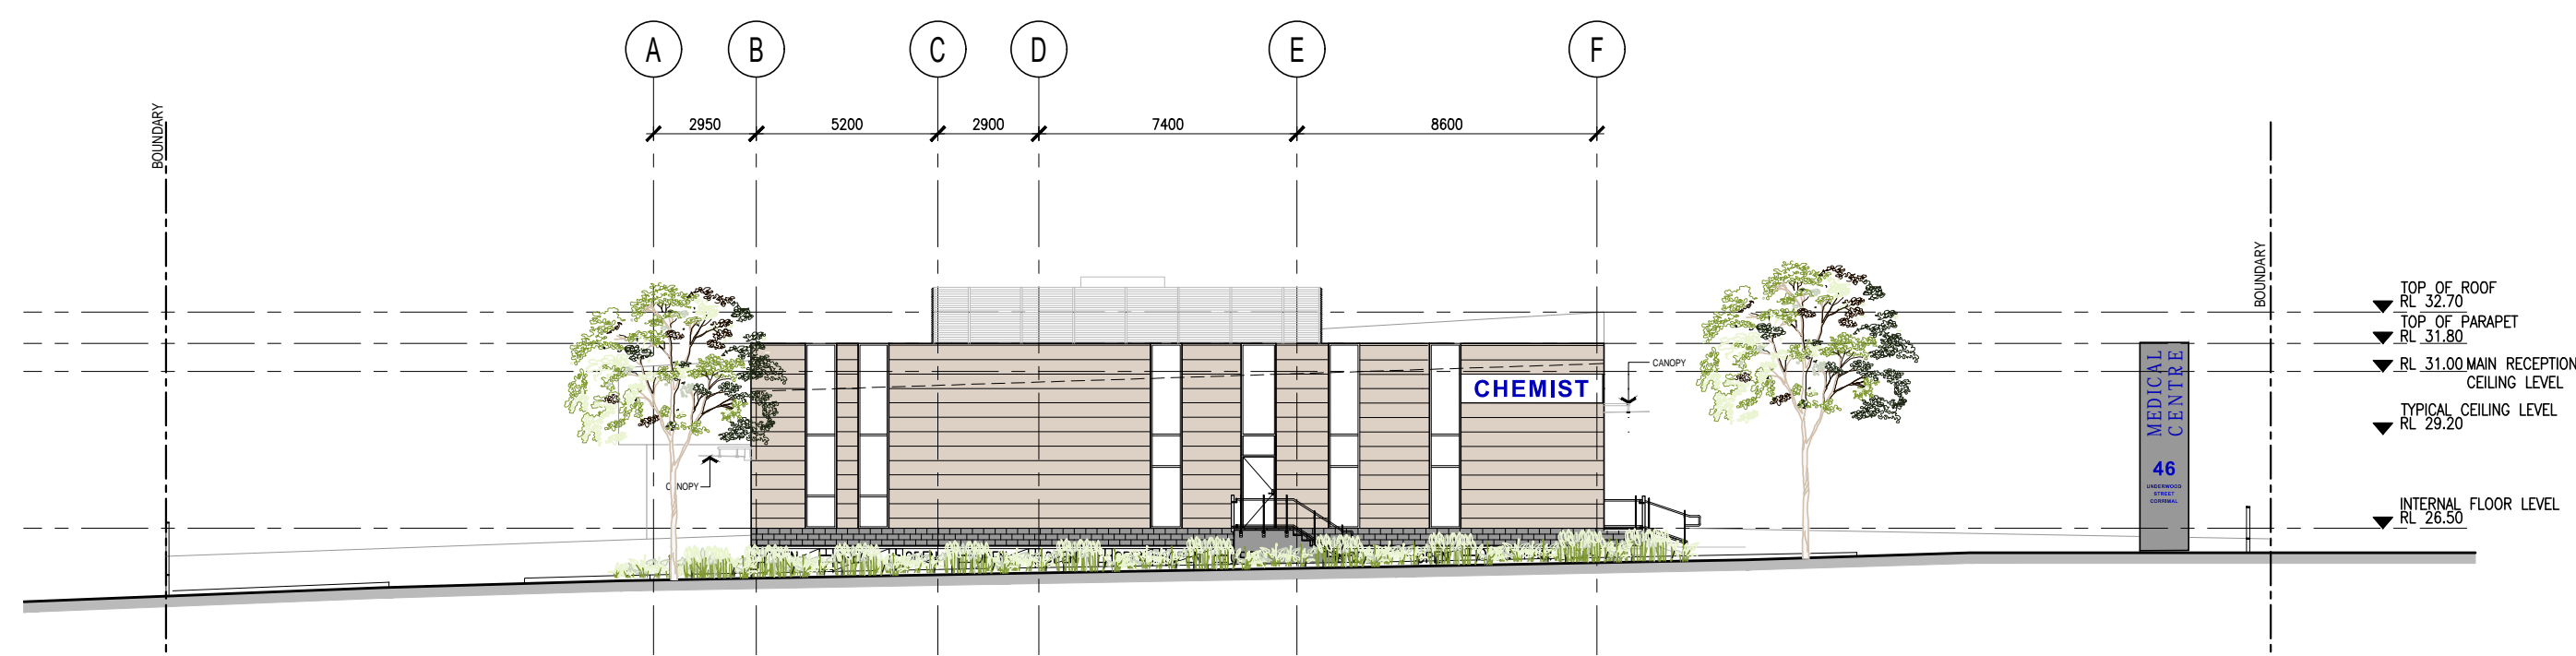 A B C D E F
2950 5200 2900 7400 8600
BOUNDARY
BOUNDARY
TOP OF ROOF
RL 32.70
TOP OF PARAPET
RL 31.80
RL 31.00 MAIN RECEPTION
CEILING LEVEL
TYPICAL CEILING LEVEL
RL 29.20
INTERNAL FLOOR LEVEL
RL 26.50
CANOPY
CHEMIST
CANOPY
MEDICAL
CENTRE
46
UNDERWOOD
STREET
CORRIMAL